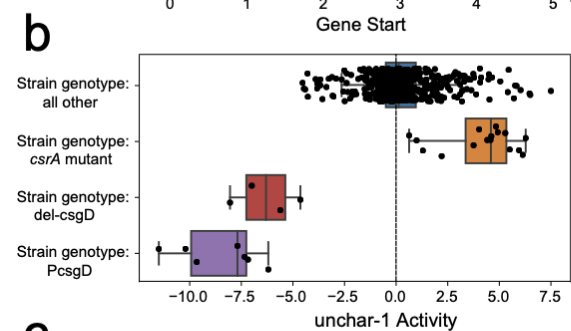 0 1 2 3 4 5
Gene Start
b
Strain genotype:
all other
Strain genotype:
csrA mutant
Strain genotype:
del-csgD
Strain genotype:
PcsgD
−10.0 −7.5 −5.0 −2.5 0.0 2.5 5.0 7.5
unchar-1 Activity